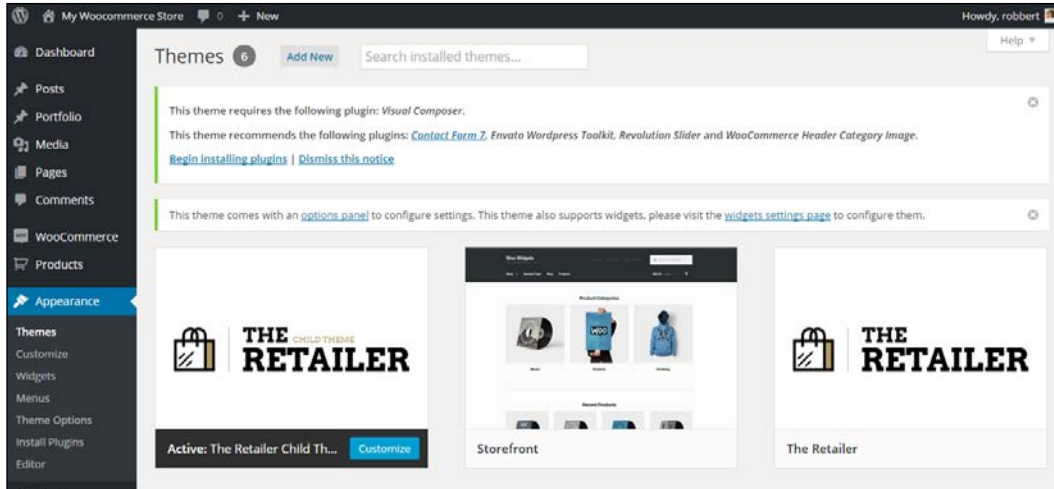 My Woocommerce Store 0 + New Howdy, robbert
Help
Dashboard
Posts
Portfolio
Media
Pages
Comments
WooCommerce
Products
Appearance
Themes
Customize
Widgets
Menus
Theme Options
Install Plugins
Editor
Themes 6 Add New Search installed themes...
This theme requires the following plugin: Visual Composer.
This theme recommends the following plugins: Contact Form 7, Envato Wordpress Toolkit, Revolution Slider and WooCommerce Header Category Image.
Begin installing plugins | Dismiss this notice
This theme comes with an options panel to configure settings. This theme also supports widgets, please visit the widgets settings page to configure them.
THE CHILD THEME
RETAILER
Active: The Retailer Child Th... Customize
Woo Widgets
Product Categories
WOO
Recent Products
Storefront
THE
RETAILER
The Retailer